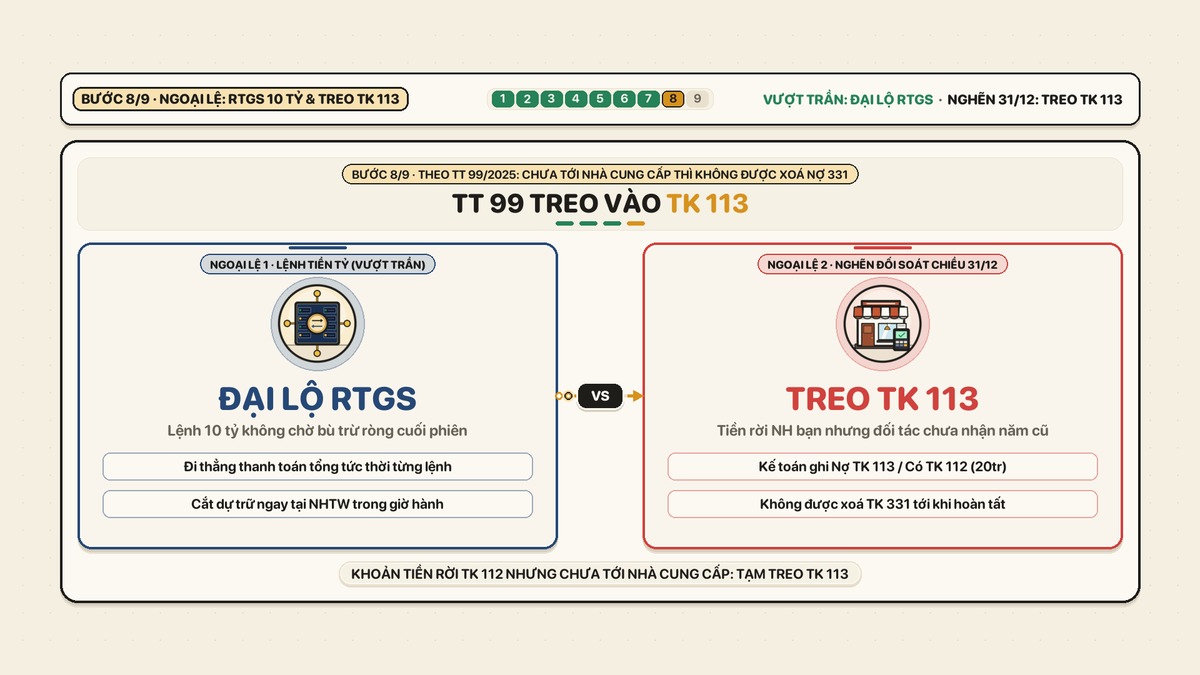 BƯỚC 8/9 · NGOẠI LỆ: RTGS 10 TỶ & TREO TK 113
1 2 3 4 5 6 7 8 9
VƯỢT TRẦN: ĐẠI LỘ RTGS · NGHẼN 31/12: TREO TK 113
BƯỚC 8/9 · THEO TT 99/2025: CHƯA TỚI NHÀ CUNG CẤP THÌ KHÔNG ĐƯỢC XOÁ NỢ 331
TT 99 TREO VÀO TK 113
NGOẠI LỆ 1 · LỆNH TIỀN TỶ (VƯỢT TRẦN)
ĐẠI LỘ RTGS
Lệnh 10 tỷ không chờ bù trừ ròng cuối phiên
Đi thẳng thanh toán tổng tức thời từng lệnh
Cắt dự trữ ngay tại NHTW trong giờ hành
VS
NGOẠI LỆ 2 · NGHẼN ĐỐI SOÁT CHIỀU 31/12
TREO TK 113
Tiền rời NH bạn nhưng đối tác chưa nhận năm cũ
Kế toán ghi Nợ TK 113 / Có TK 112 (20tr)
Không được xoá TK 331 tới khi hoàn tất
KHOẢN TIỀN RỜI TK 112 NHƯNG CHƯA TỚI NHÀ CUNG CẤP: TẠM TREO TK 113